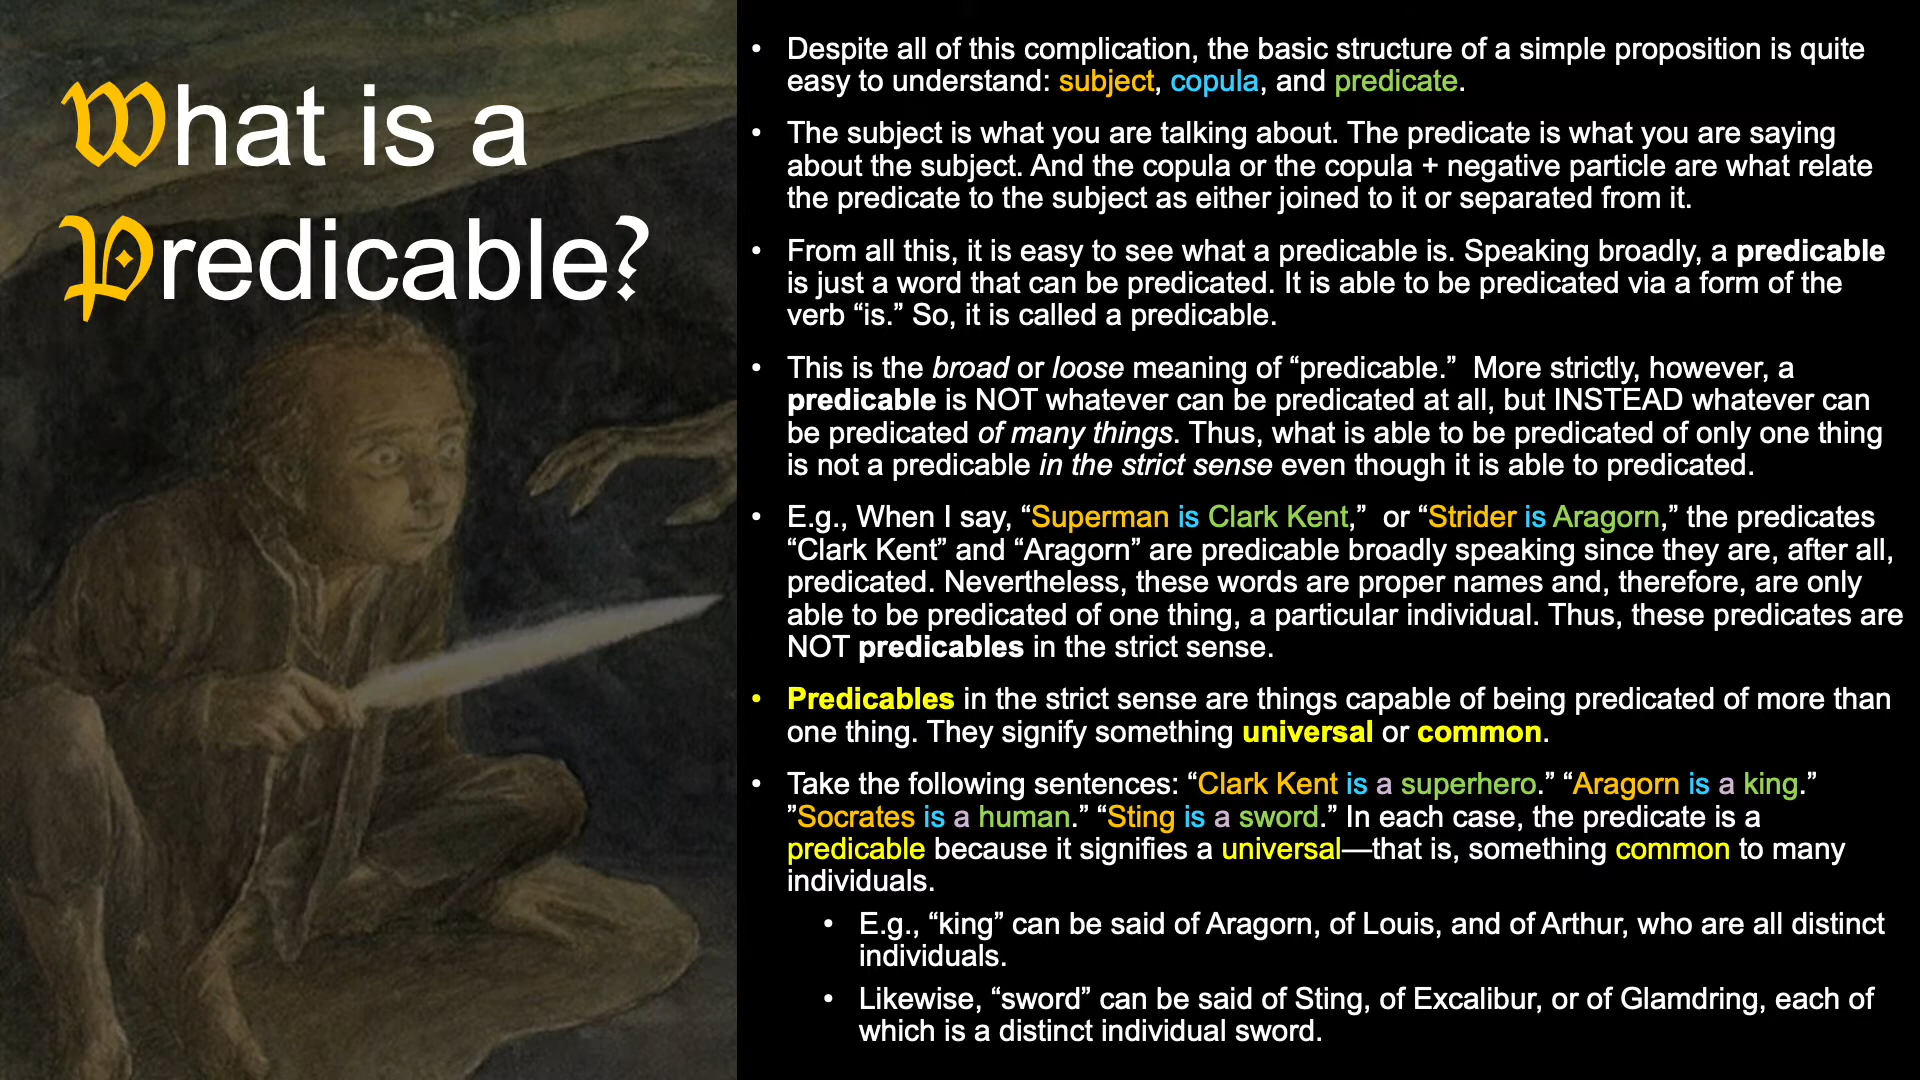 What is a
Predicable?
• Despite all of this complication, the basic structure of a simple proposition is quite
easy to understand: subject, copula, and predicate.
• The subject is what you are talking about. The predicate is what you are saying
about the subject. And the copula or the copula + negative particle are what relate
the predicate to the subject as either joined to it or separated from it.
• From all this, it is easy to see what a predicable is. Speaking broadly, a predicable
is just a word that can be predicated. It is able to be predicated via a form of the
verb “is.” So, it is called a predicable.
• This is the broad or loose meaning of “predicable.”  More strictly, however, a
predicable is NOT whatever can be predicated at all, but INSTEAD whatever can
be predicated of many things. Thus, what is able to be predicated of only one thing
is not a predicable in the strict sense even though it is able to predicated.
• E.g., When I say, “Superman is Clark Kent,”  or “Strider is Aragorn,” the predicates
“Clark Kent” and “Aragorn” are predicable broadly speaking since they are, after all,
predicated. Nevertheless, these words are proper names and, therefore, are only
able to be predicated of one thing, a particular individual. Thus, these predicates are
NOT predicables in the strict sense.
• Predicables in the strict sense are things capable of being predicated of more than
one thing. They signify something universal or common.
• Take the following sentences: “Clark Kent is a superhero.” “Aragorn is a king.”
”Socrates is a human.” “Sting is a sword.” In each case, the predicate is a
predicable because it signifies a universal—that is, something common to many
individuals.
• E.g., “king” can be said of Aragorn, of Louis, and of Arthur, who are all distinct
individuals.
• Likewise, “sword” can be said of Sting, of Excalibur, or of Glamdring, each of
which is a distinct individual sword.